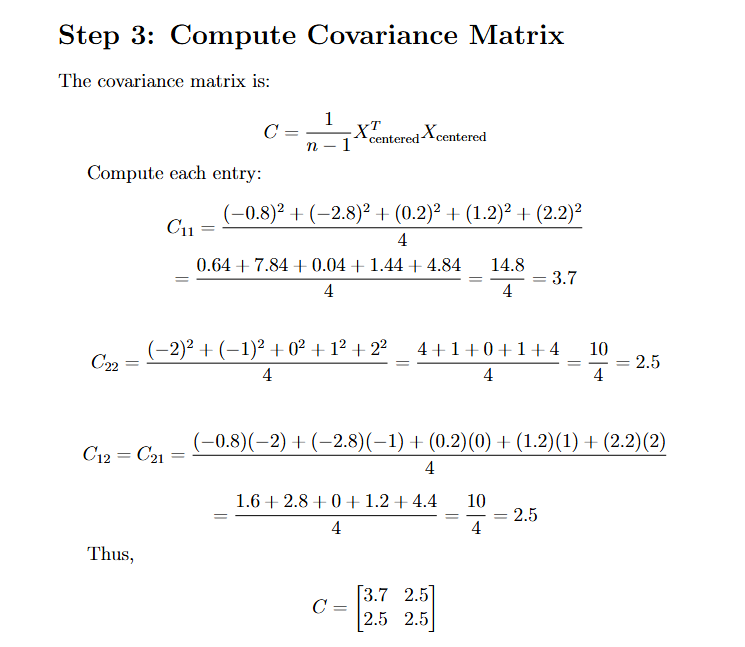 Step 3: Compute Covariance Matrix
The covariance matrix is:
C = \frac{1}{n-1} X_{\text{centered}}^T X_{\text{centered}}
Compute each entry:
C_{11} = \frac{(-0.8)^2 + (-2.8)^2 + (0.2)^2 + (1.2)^2 + (2.2)^2}{4}
= \frac{0.64 + 7.84 + 0.04 + 1.44 + 4.84}{4} = \frac{14.8}{4} = 3.7
C_{22} = \frac{(-2)^2 + (-1)^2 + 0^2 + 1^2 + 2^2}{4} = \frac{4 + 1 + 0 + 1 + 4}{4} = \frac{10}{4} = 2.5
C_{12} = C_{21} = \frac{(-0.8)(-2) + (-2.8)(-1) + (0.2)(0) + (1.2)(1) + (2.2)(2)}{4}
= \frac{1.6 + 2.8 + 0 + 1.2 + 4.4}{4} = \frac{10}{4} = 2.5
Thus,
C = \begin{bmatrix} 3.7 & 2.5 \\ 2.5 & 2.5 \end{bmatrix}